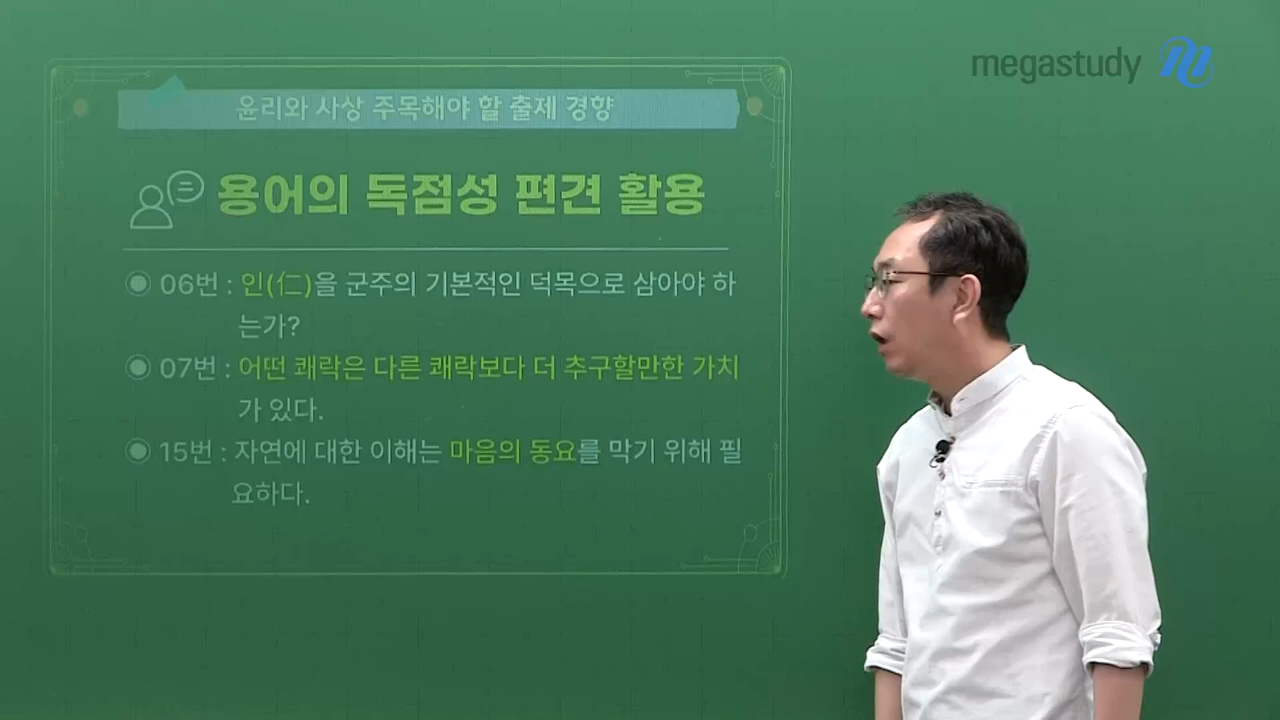 megastudy
윤리와 사상 주목해야 할 출제 경향
용어의 독점성 편견 활용
06번 : 인(仁)을 군주의 기본적인 덕목으로 삼아야 하
는가?
07번 : 어떤 쾌락은 다른 쾌락보다 더 추구할만한 가치
가 있다.
15번 : 자연에 대한 이해는 마음의 동요를 막기 위해 필
요하다.